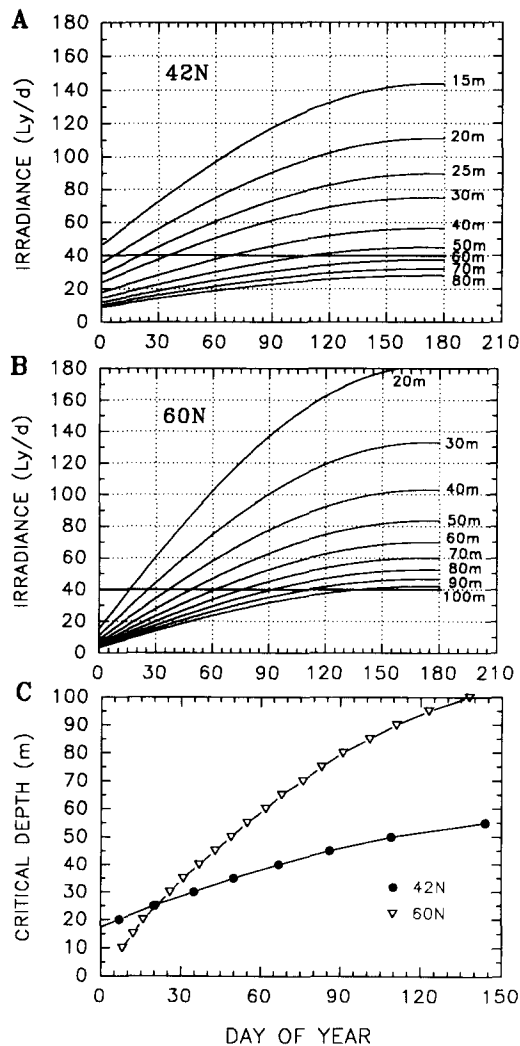 A
180
160
140
120
100
80
60
40
20
0
IRRADIANCE (Ly/d)
42N
15m
20m
25m
30m
40m
50m
60m
70m
80m
0 30 60 90 120 150 180 210
B
180
160
140
120
100
80
60
40
20
0
IRRADIANCE (Ly/d)
60N
20m
30m
40m
50m
60m
70m
80m
90m
100m
0 30 60 90 120 150 180 210
C
100
90
80
70
60
50
40
30
20
10
0
CRITICAL DEPTH (m)
42N
60N
0 30 60 90 120 150
DAY OF YEAR